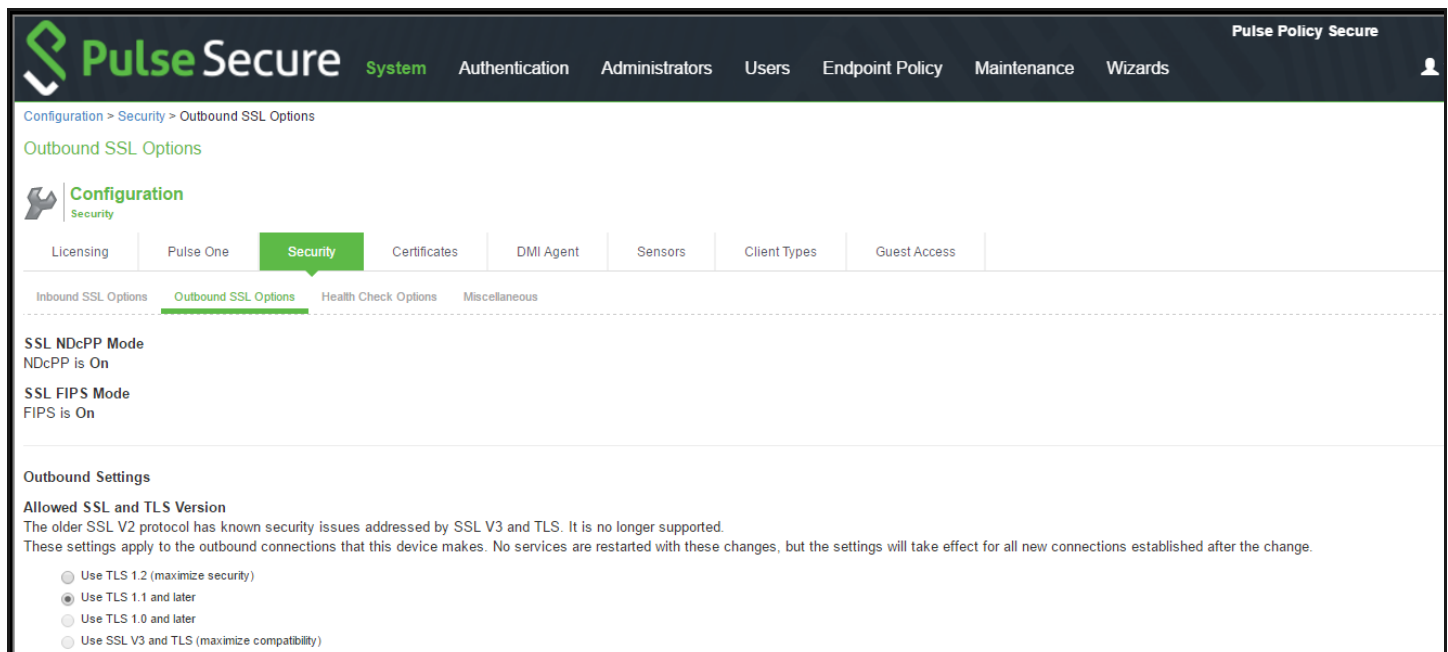 Pulse Policy Secure
Pulse Secure
System Authentication Administrators Users Endpoint Policy Maintenance Wizards
Configuration > Security > Outbound SSL Options
Outbound SSL Options
Configuration
Security
Licensing Pulse One Security Certificates DMI Agent Sensors Client Types Guest Access
Inbound SSL Options Outbound SSL Options Health Check Options Miscellaneous
SSL NDcPP Mode
NDcPP is On
SSL FIPS Mode
FIPS is On
Outbound Settings
Allowed SSL and TLS Version
The older SSL V2 protocol has known security issues addressed by SSL V3 and TLS. It is no longer supported.
These settings apply to the outbound connections that this device makes. No services are restarted with these changes, but the settings will take effect for all new connections established after the change.
Use TLS 1.2 (maximize security)
Use TLS 1.1 and later
Use TLS 1.0 and later
Use SSL V3 and TLS (maximize compatibility)